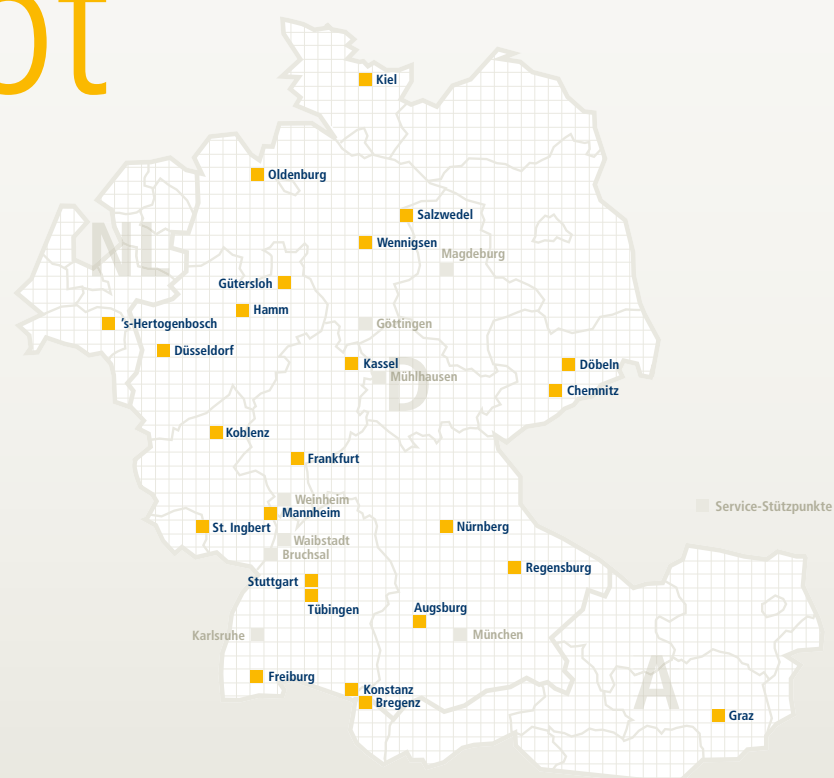 ot
Kiel
Oldenburg
Salzwedel
NL
Wennigsen
Magdeburg
Gütersloh
Hamm
's-Hertogenbosch
Göttingen
Düsseldorf
Kassel
Döbeln
Mühlhausen
D
Chemnitz
Koblenz
Frankfurt
Weinheim
Service-Stützpunkte
Mannheim
St. Ingbert
Nürnberg
Waibstadt
Bruchsal
Regensburg
Stuttgart
Tübingen
Augsburg
Karlsruhe
München
Freiburg
A
Konstanz
Bregenz
Graz